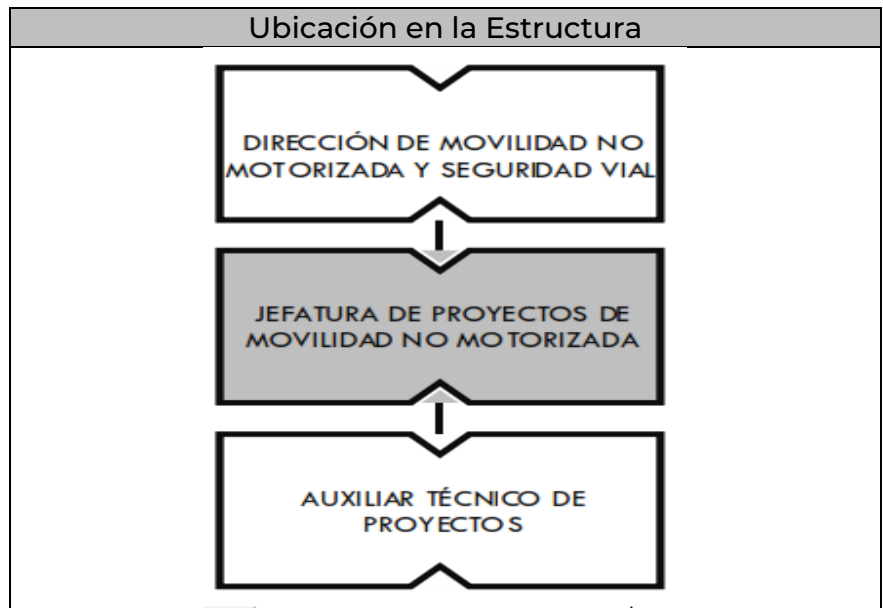 Ubicación en la Estructura
DIRECCIÓN DE MOVILIDAD NO
MOTORIZADA Y SEGURIDAD VIAL
JEFATURA DE PROYECTOS DE
MOVILIDAD NO MOTORIZADA
AUXILIAR TÉCNICO DE
PROYECTOS